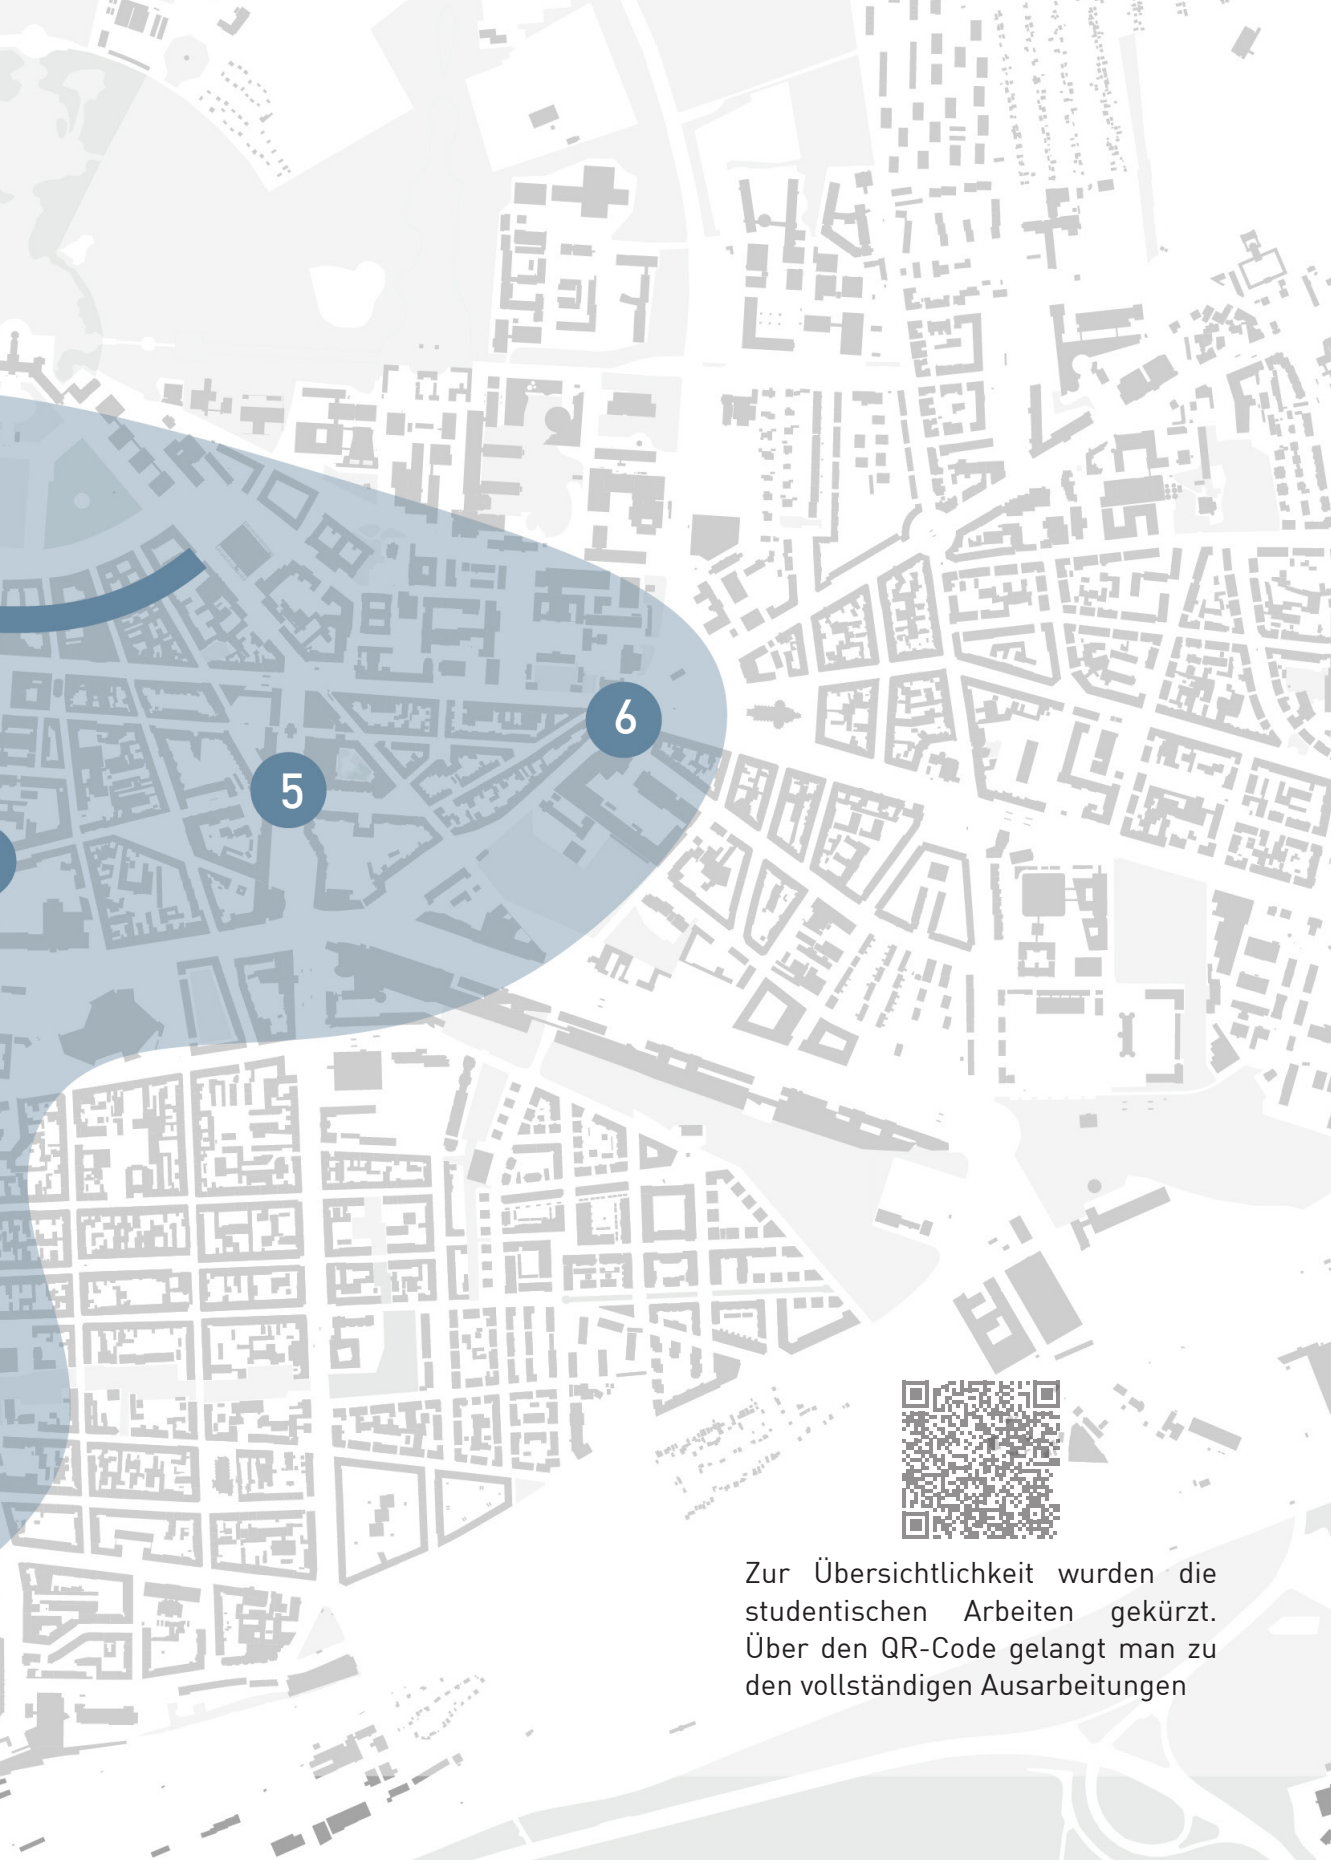 6
5
Zur Übersichtlichkeit wurden die
studentischen Arbeiten gekürzt.
Über den QR-Code gelangt man zu
den vollständigen Ausarbeitungen